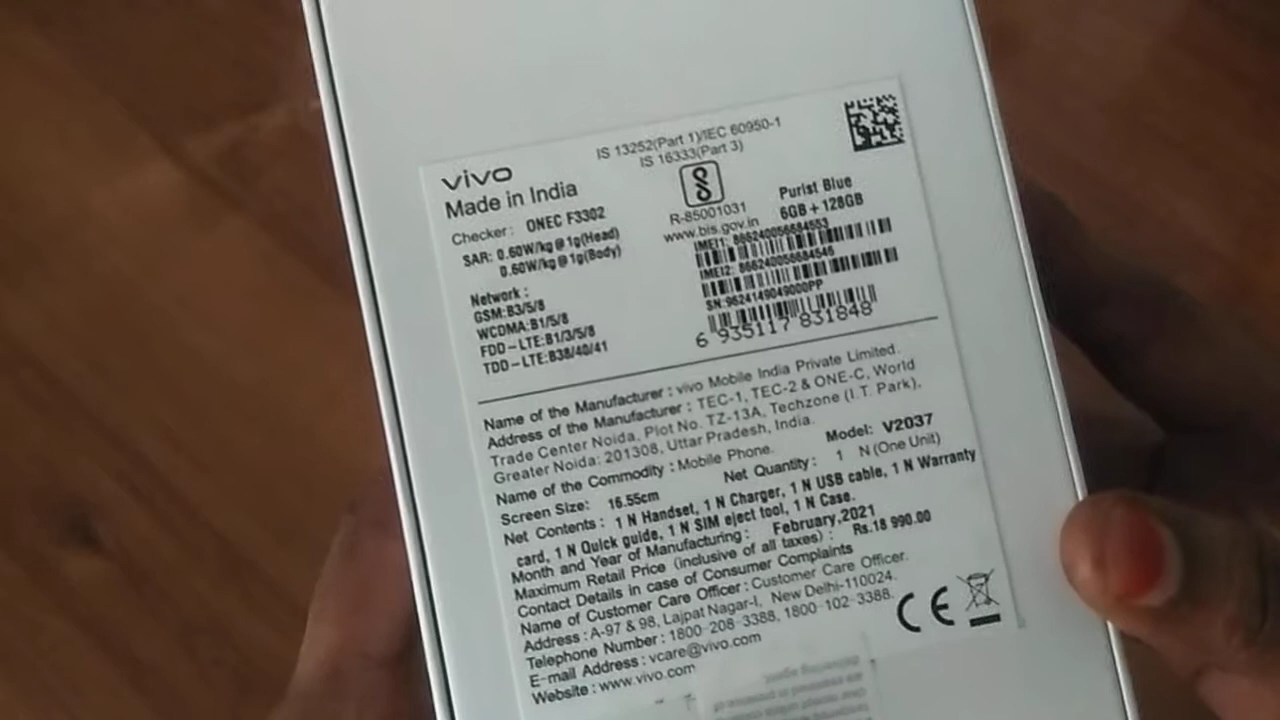 IS 13252(Part 1)/IEC 60950-1
IS 16333(Part 3)
vivo
Made in India
Checker: ONEC F3302
SAR: 0.60W/kg@1g(Head)
0.60W/kg@1g(Body)
Network:
GSM:B3/5/8
WCDMA:B1/5/8
FDD-LTE:B1/3/5/8
TDD-LTE:B38/40/41
R-85001031
www.bis.gov.in
Purist Blue
6GB+128GB
IMEI1: 866240056684553
IMEI2: 866240056684546
SN:9624149049000PP
6 935117 831848
Name of the Manufacturer : vivo Mobile India Private Limited.
Address of the Manufacturer : TEC-1, TEC-2 & ONE-C, World
Trade Center Noida, Plot No. TZ-13A, Techzone (I.T. Park),
Greater Noida: 201308, Uttar Pradesh, India.
Name of the Commodity : Mobile Phone. Model: V2037
Screen Size: 16.55cm Net Quantity: 1 N (One Unit)
Net Contents: 1 N Handset, 1 N Charger, 1 N USB cable, 1 N Warranty
card, 1 N Quick guide, 1 N SIM eject tool, 1 N Case.
Month and Year of Manufacturing: February,2021
Maximum Retail Price (inclusive of all taxes) : Rs.18 990.00
Contact Details in case of Consumer Complaints
Name of Customer Care Officer : Customer Care Officer.
Address : A-97 & 98, Lajpat Nagar-I, New Delhi-110024.
Telephone Number : 1800-208-3388, 1800-102-3388.
E-mail Address : vcare@vivo.com
Website : www.vivo.com
CE